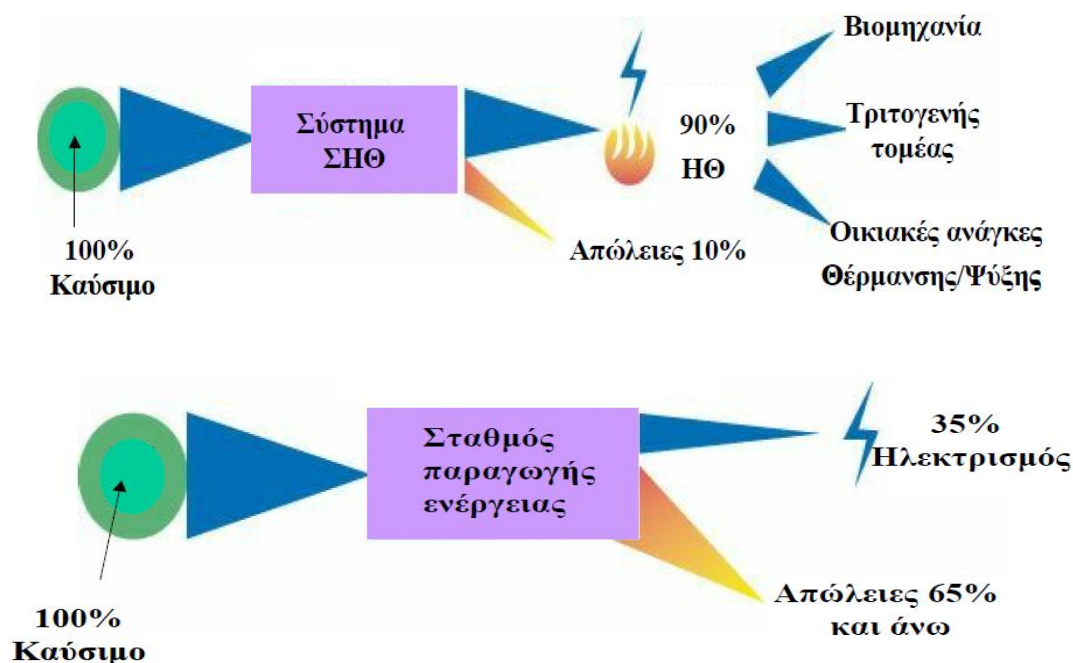 Σύστημα
ΣΗΘ
90%
ΗΘ
Βιομηχανία
Τριτογενής
τομέας
Οικιακές ανάγκες
Θέρμανσης/Ψύξης
Απώλειες 10%
100%
Καύσιμο
Σταθμός
παραγωγής
ενέργειας
35%
Ηλεκτρισμός
Απώλειες 65%
και άνω
100%
Καύσιμο